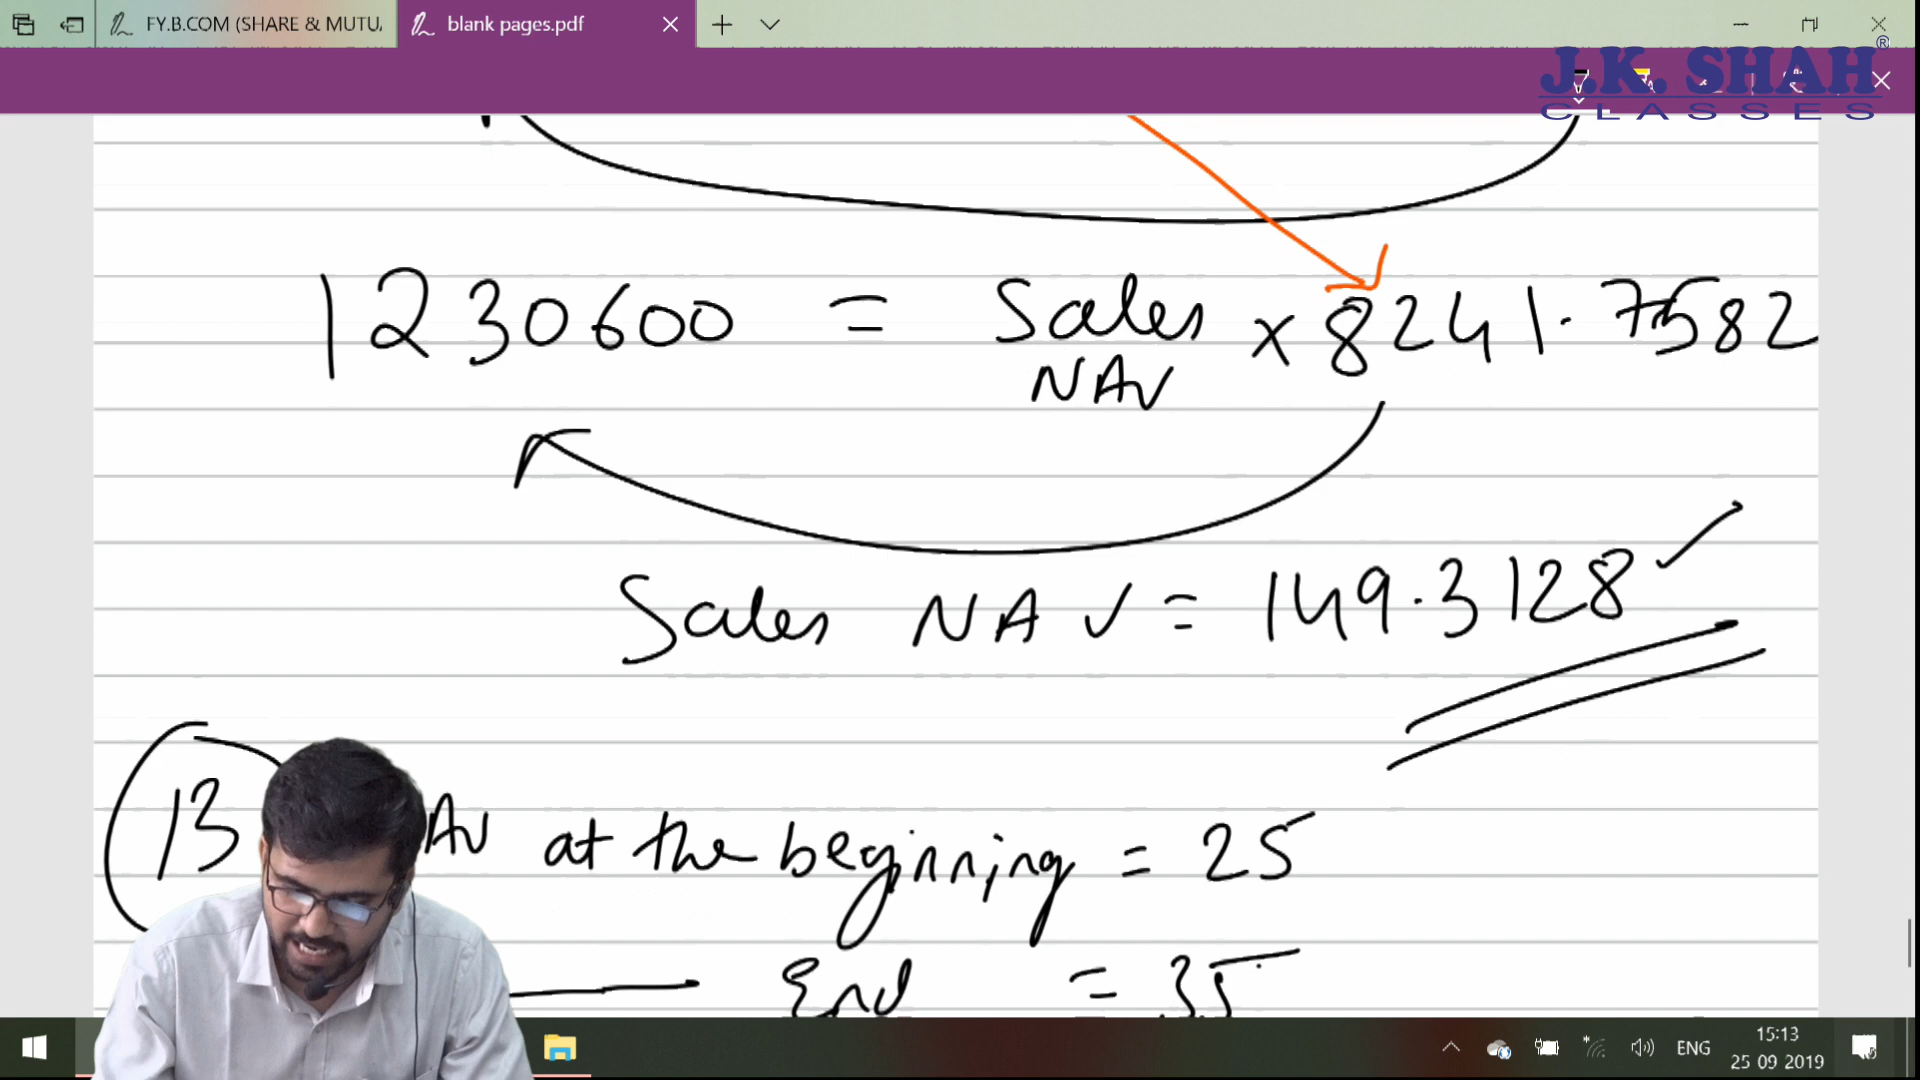 FY.B.COM (SHARE & MUTU
blank pages.pdf
J.K. SHAH®
CLASSES
1230600 = Sales NAV × 8241.7582
Sales NAV = 149.3128
13 AV at the beginning = 25
End = 35
ENG
15:13
25 09 2019